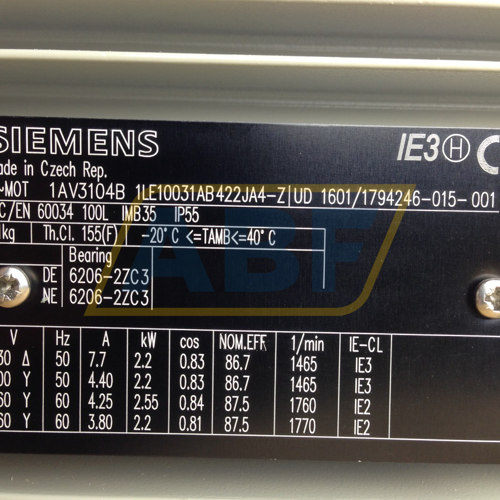 SIEMENS IE3 H C
ade in Czech Rep.
~MOT 1AV3104B 1LE10031AB422JA4-Z UD 1601/1794246-015-001
C/EN 60034 100L IMB35 IP55
kg Th.Cl. 155(F) -20°C <=TAMB<=40°C
Bearing
DE 6206-2ZC3
NE 6206-2ZC3
V Hz A kW cos NOM.EFF 1/min IE-CL
30 Δ 50 7.7 2.2 0.83 86.7 1465 IE3
00 Y 50 4.40 2.2 0.83 86.7 1465 IE3
60 Y 60 4.25 2.55 0.84 87.5 1760 IE2
60 Y 60 3.80 2.2 0.81 87.5 1770 IE2
ABF